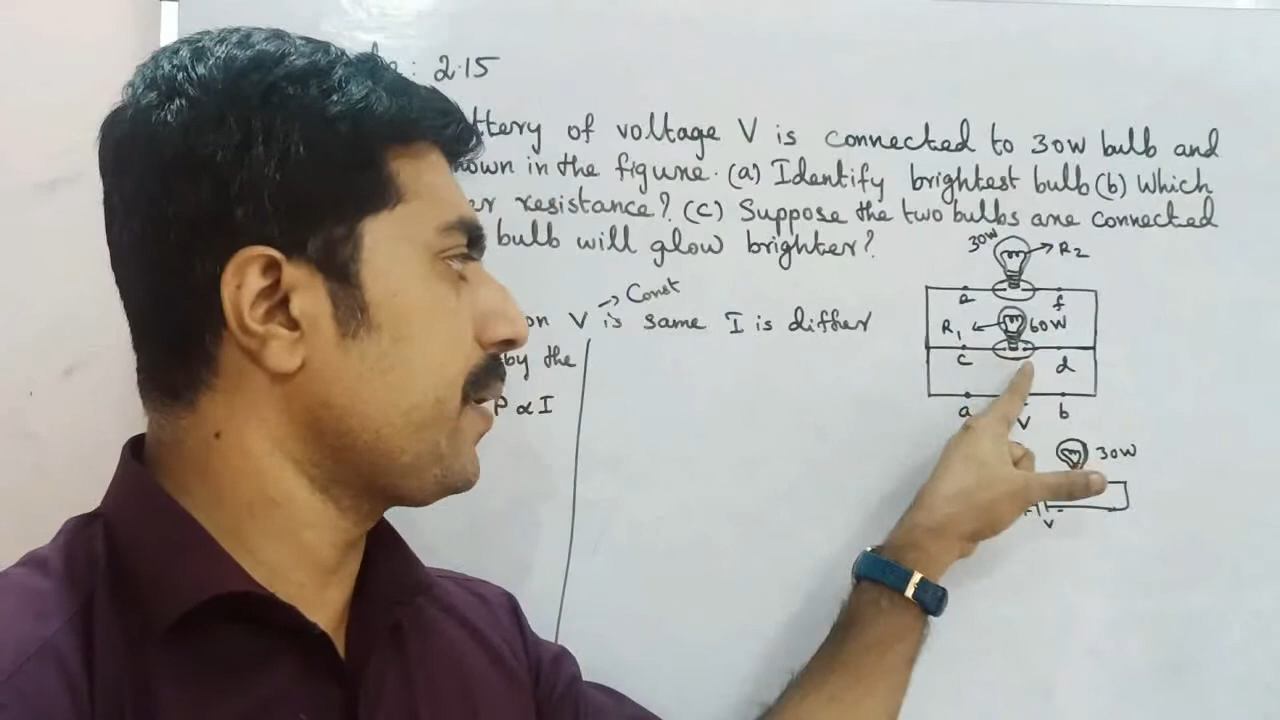 : 2.15
ttery of voltage V is connected to 30W bulb and
hown in the figure. (a) Identify brightest bulb (b) Which
er resistance? (c) Suppose the two bulbs are connected
bulb will glow brighter?
30W R2
e f
→ Const
on V is same I is differ
R1 60W
by the
c d
P ∝ I
a V b
30W
V